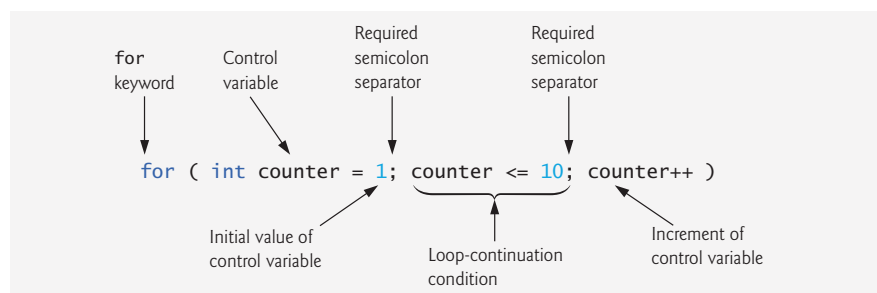 for
keyword
Control
variable
Required
semicolon
separator
Required
semicolon
separator
for ( int counter = 1; counter <= 10; counter++ )
Initial value of
control variable
Loop-continuation
condition
Increment of
control variable